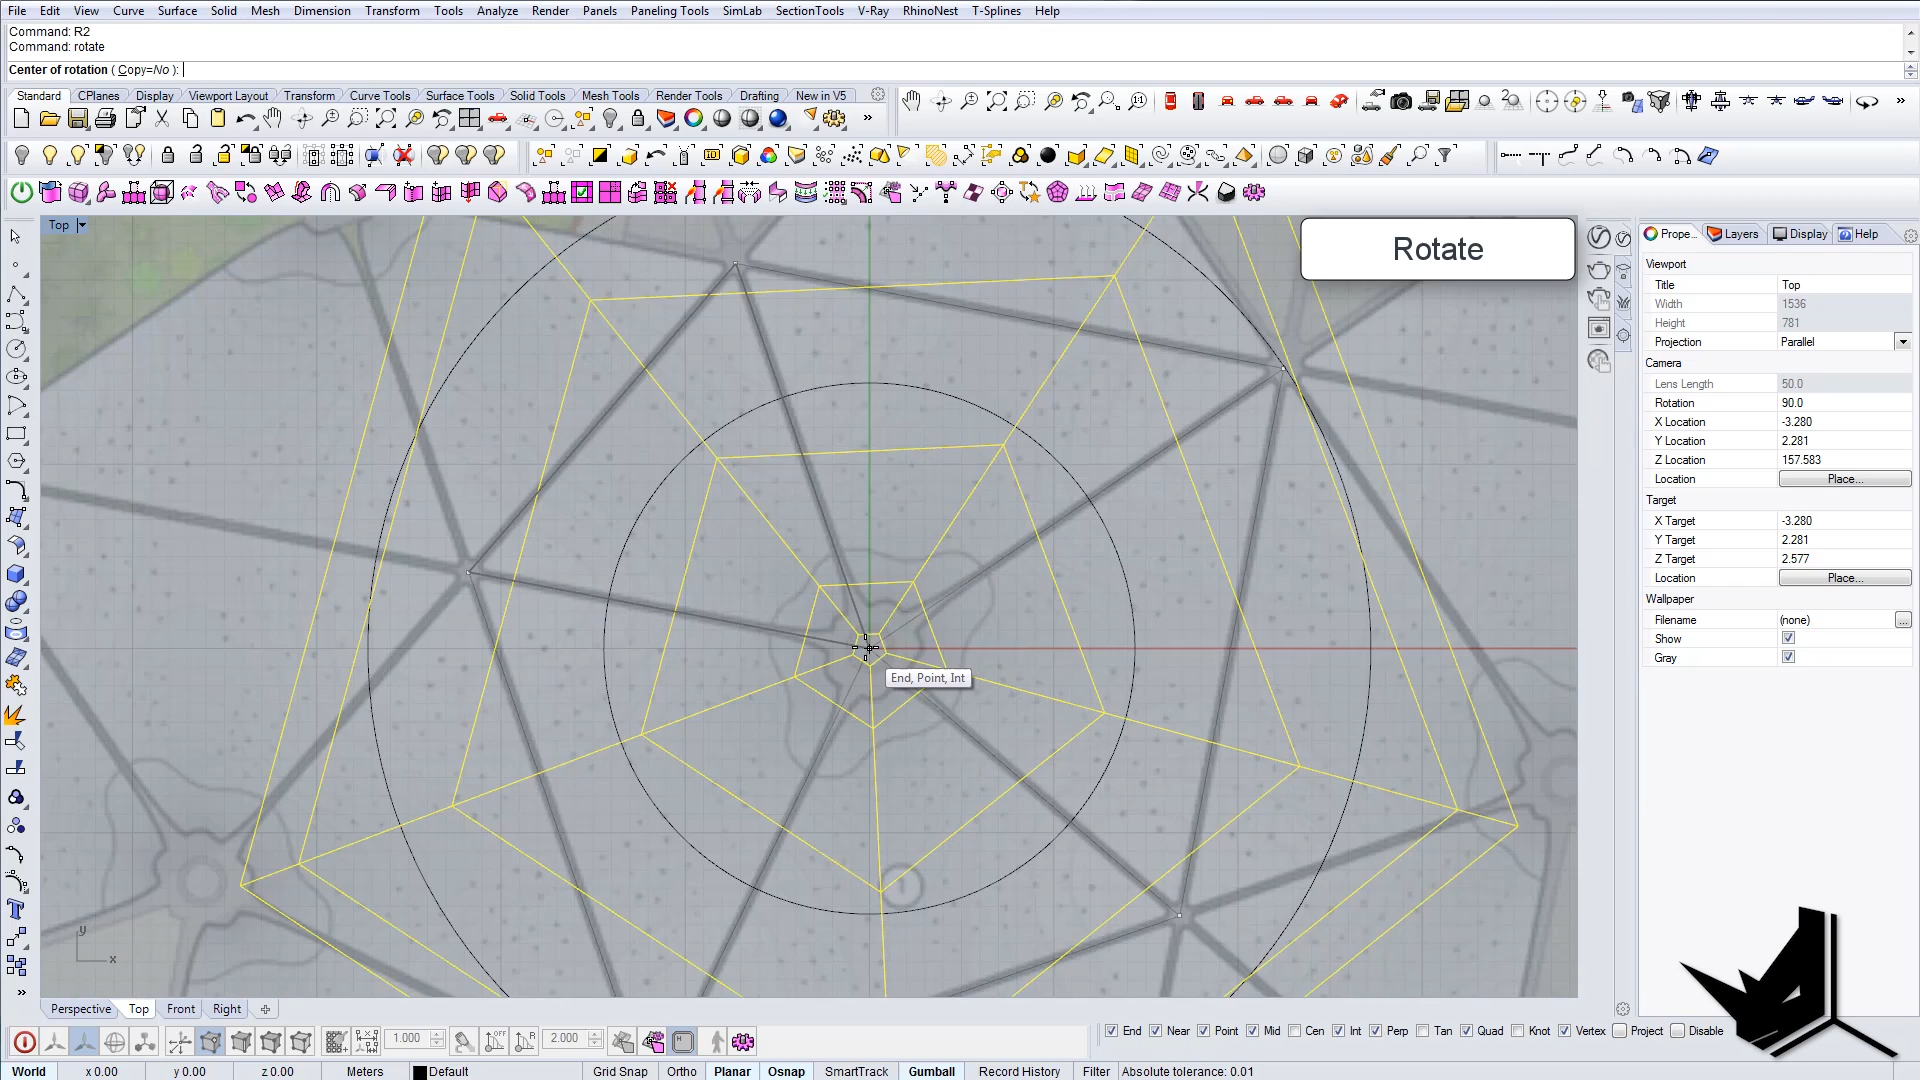 File Edit View Curve Surface Solid Mesh Dimension Transform Tools Analyze Render Panels Paneling Tools SimLab SectionTools V-Ray RhinoNest T-Splines Help
Command: R2
Command: rotate
Center of rotation ( Copy=No ):
Standard CPlanes Display Viewport Layout Transform Curve Tools Surface Tools Solid Tools Mesh Tools Render Tools Drafting New in V5
Top
Rotate
Prope... Layers Display Help
Viewport
Title Top
Width 1536
Height 781
Projection Parallel
Camera
Lens Length 50.0
Rotation 90.0
X Location -3.280
Y Location 2.281
Z Location 157.583
Location Place...
Target
X Target -3.280
Y Target 2.281
Z Target 2.577
Location Place...
Wallpaper
Filename (none) ...
Show
Gray
End, Point, Int
1
y
x
Perspective Top Front Right
1.000 2.000
End Near Point Mid Cen Int Perp Tan Quad Knot Vertex Project Disable
World x 0.00 y 0.00 z 0.00 Meters Default Grid Snap Ortho Planar Osnap SmartTrack Gumball Record History Filter Absolute tolerance: 0.01